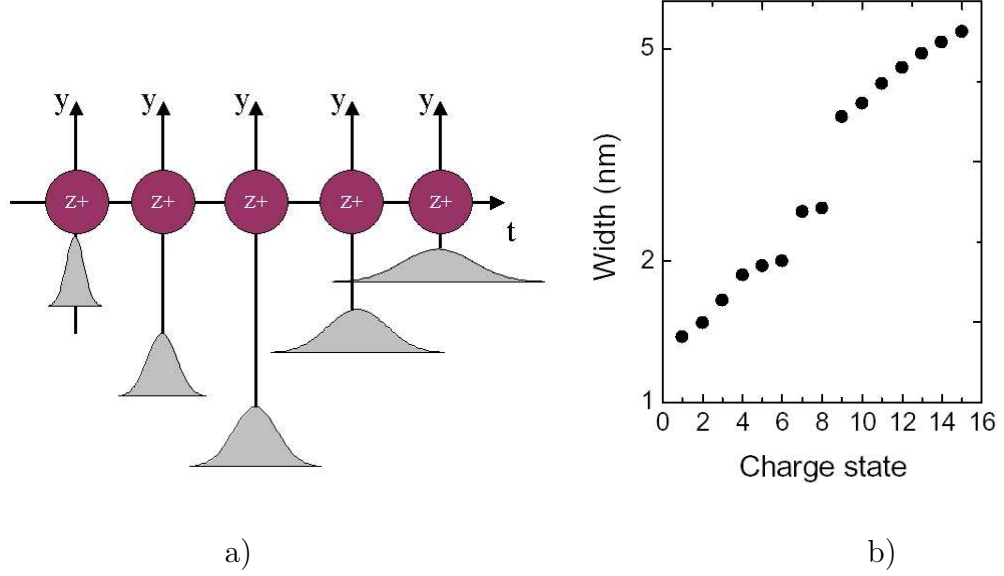 y y y y y
Z+ Z+ Z+ Z+ Z+
t
5
2
1
0 2 4 6 8 10 12 14 16
Width (nm)
Charge state
a)
b)